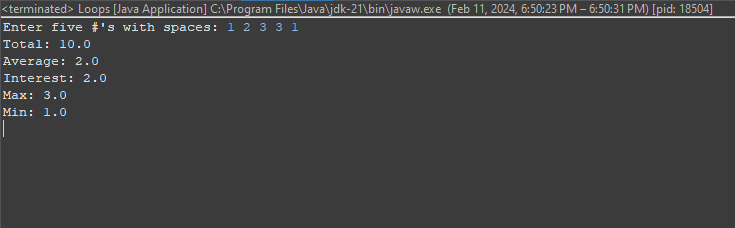 <terminated> Loops [Java Application] C:\Program Files\Java\jdk-21\bin\javaw.exe (Feb 11, 2024, 6:50:23 PM – 6:50:31 PM) [pid: 18504]
Enter five #'s with spaces: 1 2 3 3 1
Total: 10.0
Average: 2.0
Interest: 2.0
Max: 3.0
Min: 1.0